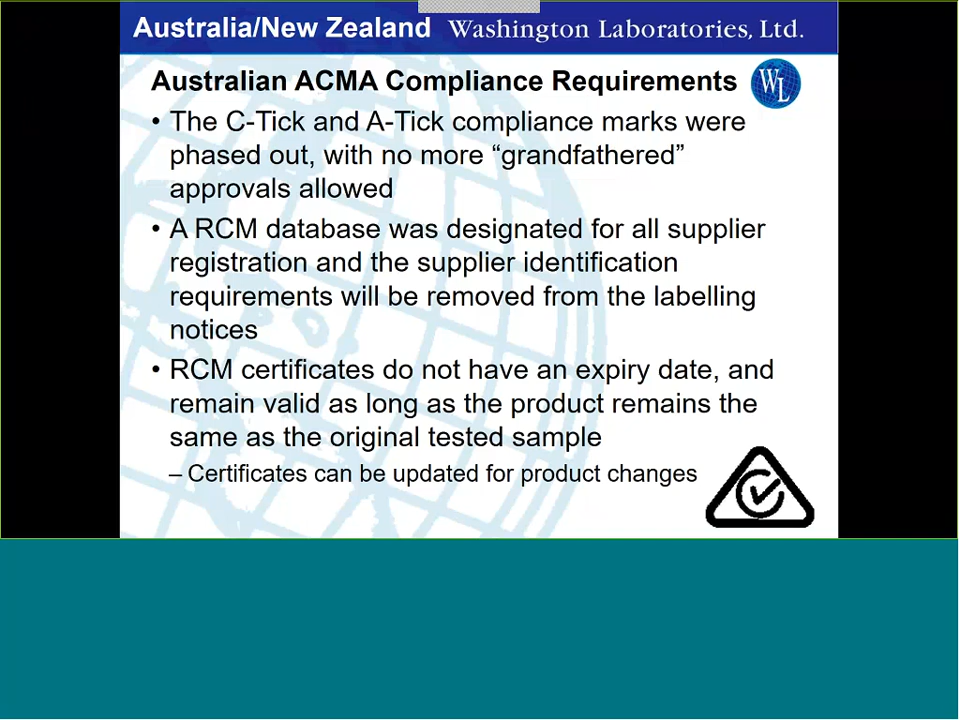 Australia/New Zealand Washington Laboratories, Ltd.
Australian ACMA Compliance Requirements
WL
• The C-Tick and A-Tick compliance marks were
phased out, with no more “grandfathered”
approvals allowed
• A RCM database was designated for all supplier
registration and the supplier identification
requirements will be removed from the labelling
notices
• RCM certificates do not have an expiry date, and
remain valid as long as the product remains the
same as the original tested sample
– Certificates can be updated for product changes